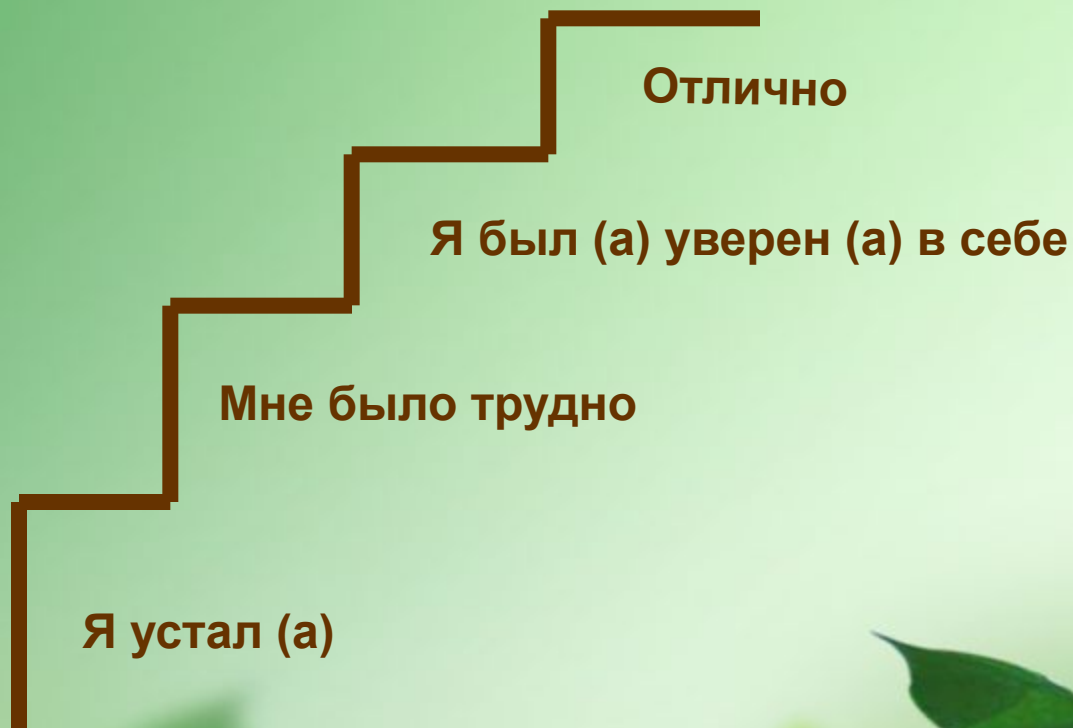 Отлично
Я был (а) уверен (а) в себе
Мне было трудно
Я устал (а)